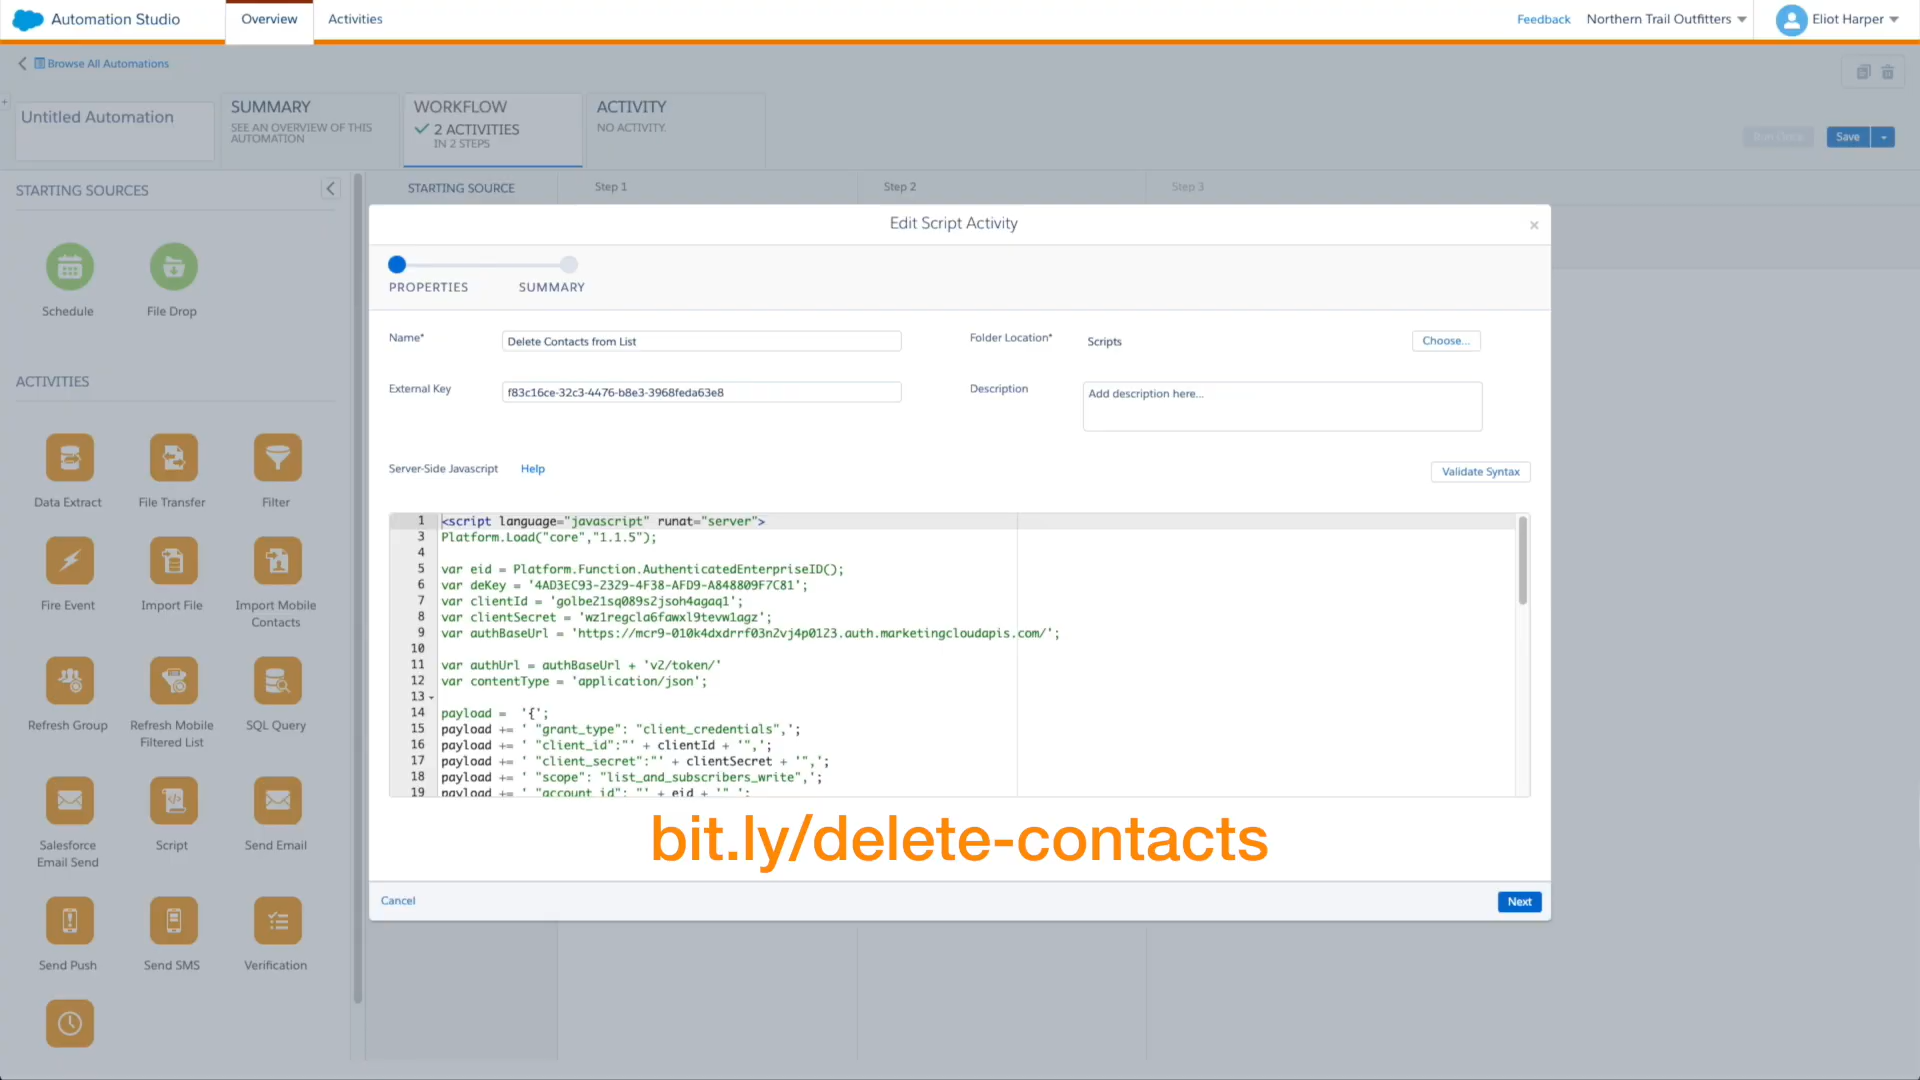 Automation Studio
Overview
Activities
Feedback
Northern Trail Outfitters
Eliot Harper
Browse All Automations
Untitled Automation
SUMMARY
SEE AN OVERVIEW OF THIS
AUTOMATION
WORKFLOW
2 ACTIVITIES
IN 2 STEPS
ACTIVITY
NO ACTIVITY.
Run Once
Save
STARTING SOURCES
STARTING SOURCE
Step 1
Step 2
Step 3
Schedule
File Drop
ACTIVITIES
Data Extract
File Transfer
Filter
Fire Event
Import File
Import Mobile
Contacts
Refresh Group
Refresh Mobile
Filtered List
SQL Query
Salesforce
Email Send
Script
Send Email
Send Push
Send SMS
Verification
Edit Script Activity
×
PROPERTIES
SUMMARY
Name*
Delete Contacts from List
Folder Location*
Scripts
Choose...
External Key
f83c16ce-32c3-4476-b8e3-3968feda63e8
Description
Add description here...
Server-Side Javascript
Help
Validate Syntax
1 <script language="javascript" runat="server">
3 Platform.Load("core","1.1.5");
4
5 var eid = Platform.Function.AuthenticatedEnterpriseID();
6 var deKey = '4AD3EC93-2329-4F38-AFD9-A848809F7C81';
7 var clientId = 'golbe21sq089s2jsoh4agaq1';
8 var clientSecret = 'wz1regcla6fawxl9tevw1agz';
9 var authBaseUrl = 'https://mcr9-010k4dxdrrf03n2vj4p0123.auth.marketingcloudapis.com/';
10
11 var authUrl = authBaseUrl + 'v2/token/'
12 var contentType = 'application/json';
13
14 payload =  '{';
15 payload += ' "grant_type": "client_credentials",';
16 payload += ' "client_id":"' + clientId + '",';
17 payload += ' "client_secret":"' + clientSecret + '",';
18 payload += ' "scope": "list_and_subscribers_write",';
19 payload += ' "account_id": "' + eid + '" ';
bit.ly/delete-contacts
Cancel
Next